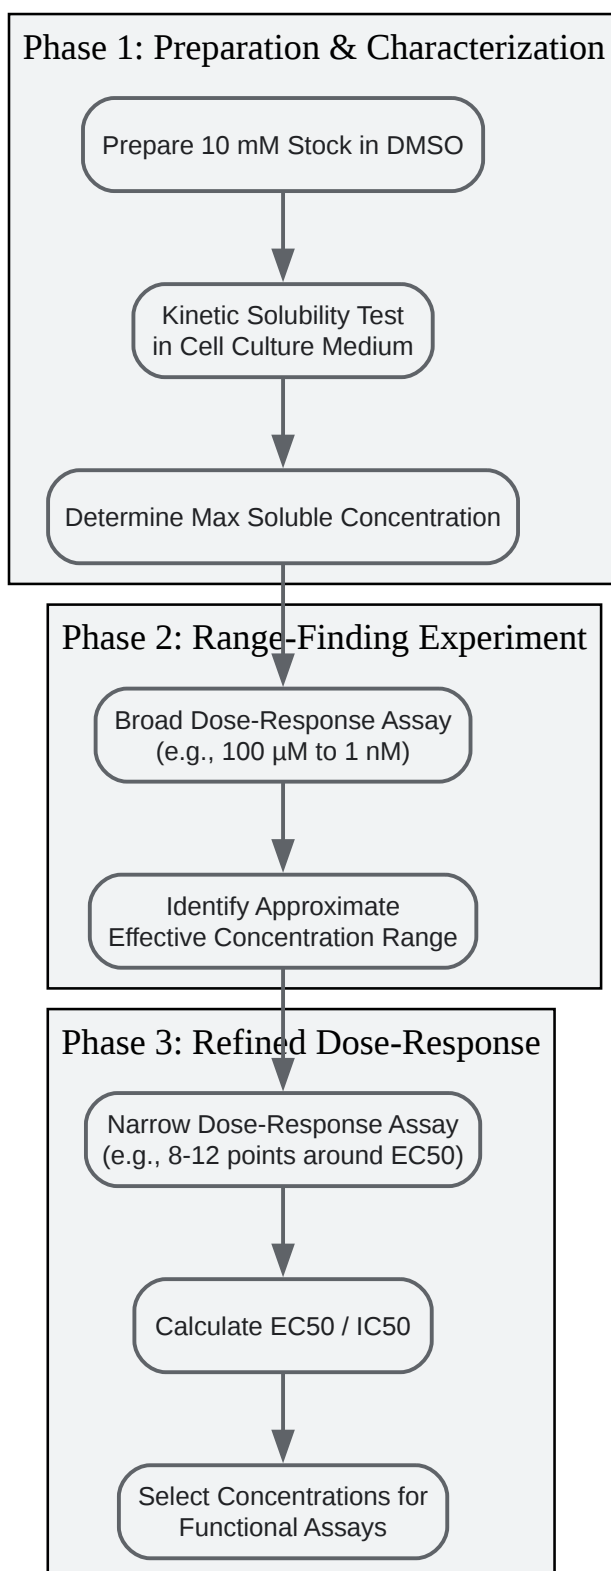 Phase 1: Preparation & Characterization
Prepare 10 mM Stock in DMSO
Kinetic Solubility Test
in Cell Culture Medium
Determine Max Soluble Concentration
Phase 2: Range-Finding Experiment
Broad Dose-Response Assay
(e.g., 100 µM to 1 nM)
Identify Approximate
Effective Concentration Range
Phase 3: Refined Dose-Response
Narrow Dose-Response Assay
(e.g., 8-12 points around EC50)
Calculate EC50 / IC50
Select Concentrations for
Functional Assays